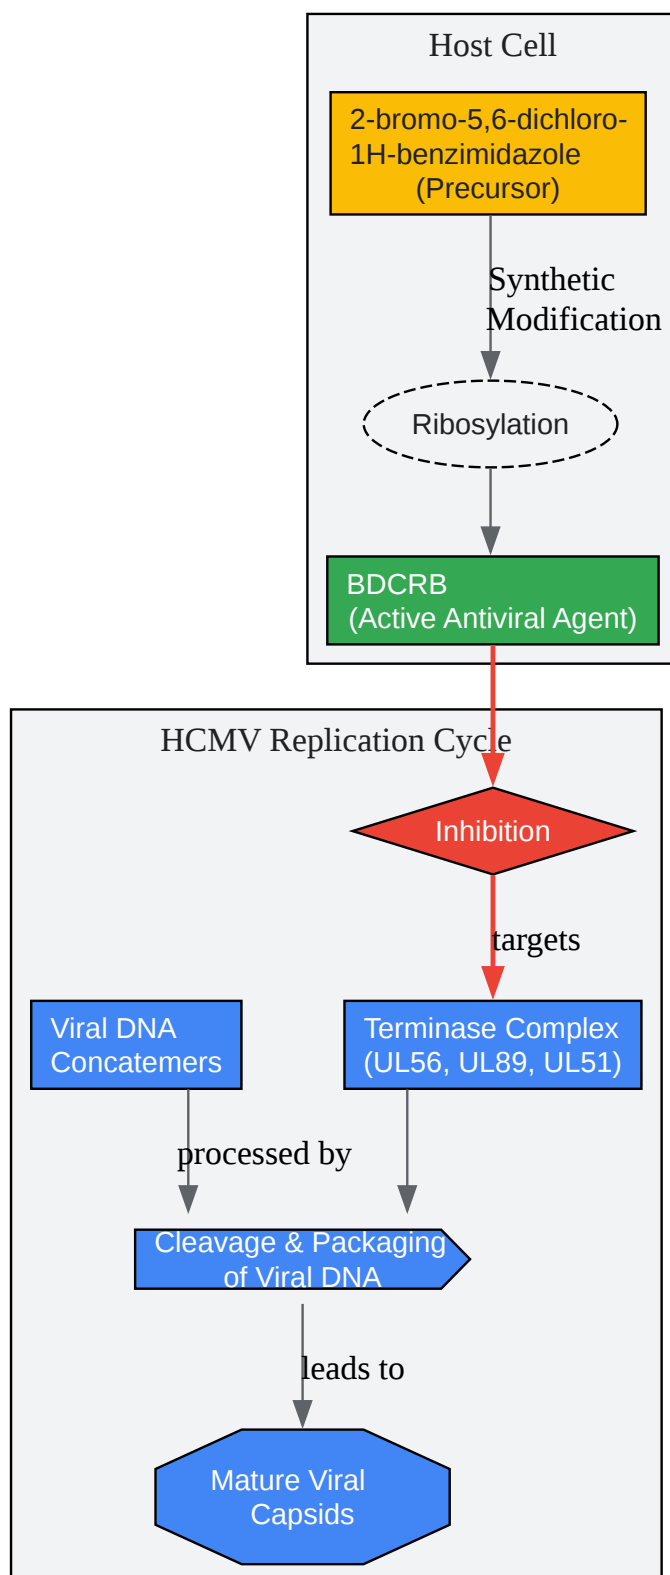 Host Cell
2-bromo-5,6-dichloro-
1H-benzimidazole
(Precursor)
Synthetic
Modification
Ribosylation
BDCRB
(Active Antiviral Agent)
HCMV Replication Cycle
Inhibition
targets
Viral DNA
Concatemers
Terminase Complex
(UL56, UL89, UL51)
processed by
Cleavage & Packaging
of Viral DNA
leads to
Mature Viral
Capsids